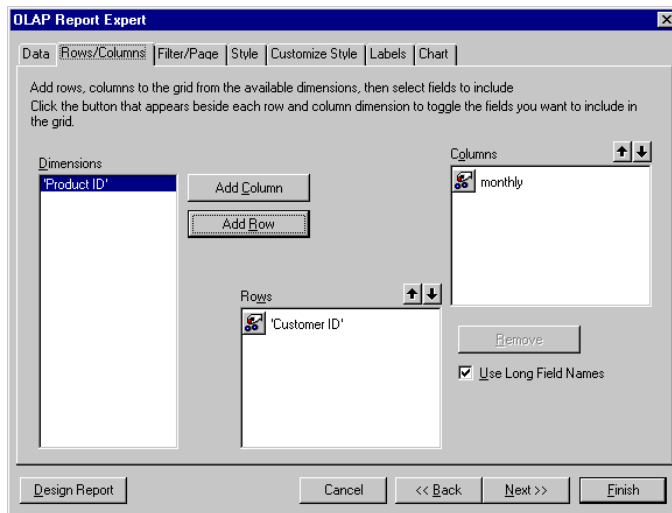 OLAP Report Expert
Data Rows/Columns Filter/Page Style Customize Style Labels Chart
Add rows, columns to the grid from the available dimensions, then select fields to include
Click the button that appears beside each row and column dimension to toggle the fields you want to include in
the grid.
Dimensions
'Product ID'
Add Column
Add Row
Columns
monthly
Rows
'Customer ID'
Remove
Use Long Field Names
Design Report Cancel << Back Next >> Finish